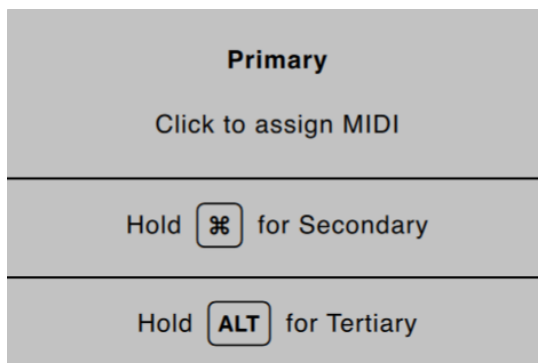 Primary
Click to assign MIDI
Hold ⌘ for Secondary
Hold ALT for Tertiary